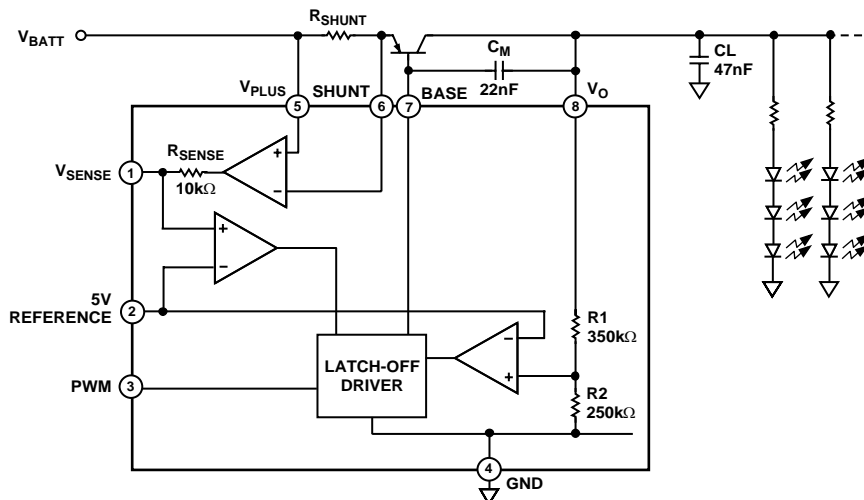 R_SHUNT
V_BATT
C_M
22nF
CL
47nF
V_PLUS
SHUNT
BASE
V_O
5
6
7
8
R_SENSE
10kΩ
+
−
V_SENSE
1
+
−
5V
REFERENCE
2
R1
350kΩ
−
+
LATCH-OFF
DRIVER
PWM
3
R2
250kΩ
4
GND